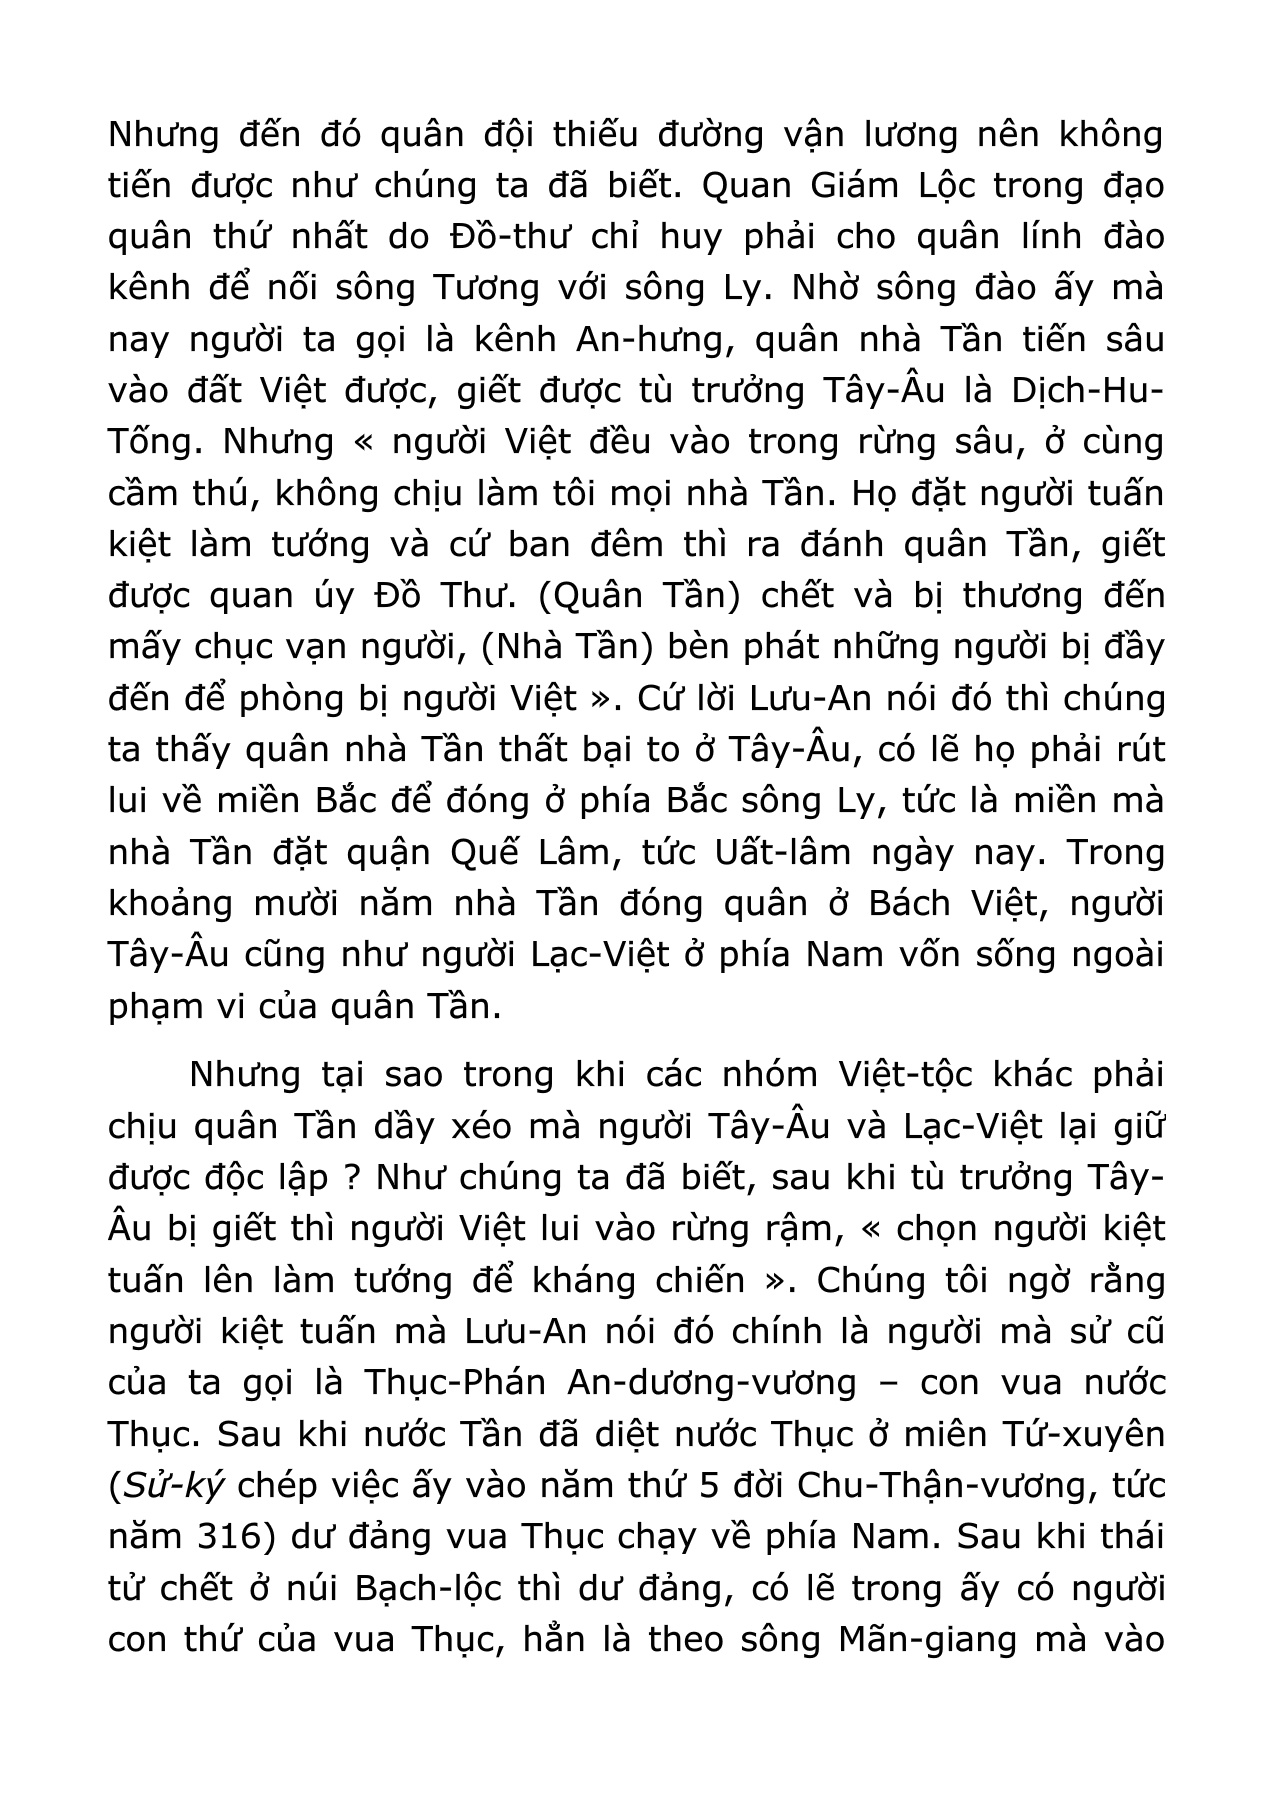 Nhưng đến đó quân đội thiếu đường vận lương nên không
tiến được như chúng ta đã biết. Quan Giám Lộc trong đạo
quân thứ nhất do Đồ-thư chỉ huy phải cho quân lính đào
kênh để nối sông Tương với sông Ly. Nhờ sông đào ấy mà
nay người ta gọi là kênh An-hưng, quân nhà Tần tiến sâu
vào đất Việt được, giết được tù trưởng Tây-Âu là Dịch-Hu-
Tống. Nhưng « người Việt đều vào trong rừng sâu, ở cùng
cầm thú, không chịu làm tôi mọi nhà Tần. Họ đặt người tuấn
kiệt làm tướng và cứ ban đêm thì ra đánh quân Tần, giết
được quan úy Đồ Thư. (Quân Tần) chết và bị thương đến
mấy chục vạn người, (Nhà Tần) bèn phát những người bị đầy
đến để phòng bị người Việt ». Cứ lời Lưu-An nói đó thì chúng
ta thấy quân nhà Tần thất bại to ở Tây-Âu, có lẽ họ phải rút
lui về miền Bắc để đóng ở phía Bắc sông Ly, tức là miền mà
nhà Tần đặt quận Quế Lâm, tức Uất-lâm ngày nay. Trong
khoảng mười năm nhà Tần đóng quân ở Bách Việt, người
Tây-Âu cũng như người Lạc-Việt ở phía Nam vốn sống ngoài
phạm vi của quân Tần.
Nhưng tại sao trong khi các nhóm Việt-tộc khác phải
chịu quân Tần dầy xéo mà người Tây-Âu và Lạc-Việt lại giữ
được độc lập ? Như chúng ta đã biết, sau khi tù trưởng Tây-
Âu bị giết thì người Việt lui vào rừng rậm, « chọn người kiệt
tuấn lên làm tướng để kháng chiến ». Chúng tôi ngờ rằng
người kiệt tuấn mà Lưu-An nói đó chính là người mà sử cũ
của ta gọi là Thục-Phán An-dương-vương – con vua nước
Thục. Sau khi nước Tần đã diệt nước Thục ở miên Tứ-xuyên
(Sử-ký chép việc ấy vào năm thứ 5 đời Chu-Thận-vương, tức
năm 316) dư đảng vua Thục chạy về phía Nam. Sau khi thái
tử chết ở núi Bạch-lộc thì dư đảng, có lẽ trong ấy có người
con thứ của vua Thục, hẳn là theo sông Mãn-giang mà vào